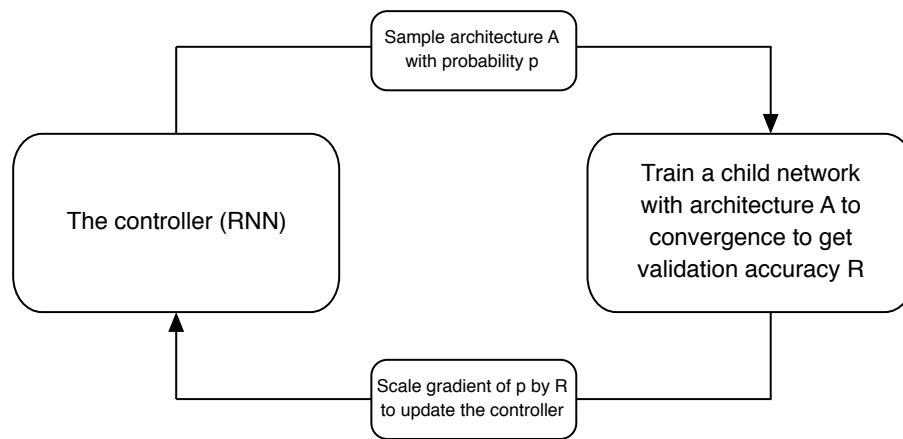 Sample architecture A
with probability p
The controller (RNN)
Train a child network
with architecture A to
convergence to get
validation accuracy R
Scale gradient of p by R
to update the controller